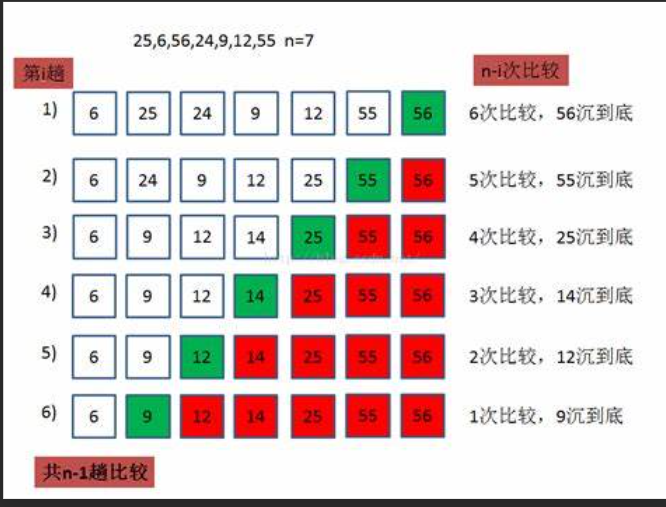 25,6,56,24,9,12,55 n=7
第i趟 n-i次比较
1) 6 25 24 9 12 55 56 6次比较，56沉到底
2) 6 24 9 12 25 55 56 5次比较，55沉到底
3) 6 9 12 14 25 55 56 4次比较，25沉到底
4) 6 9 12 14 25 55 56 3次比较，14沉到底
5) 6 9 12 14 25 55 56 2次比较，12沉到底
6) 6 9 12 14 25 55 56 1次比较，9沉到底
共n-1趟比较